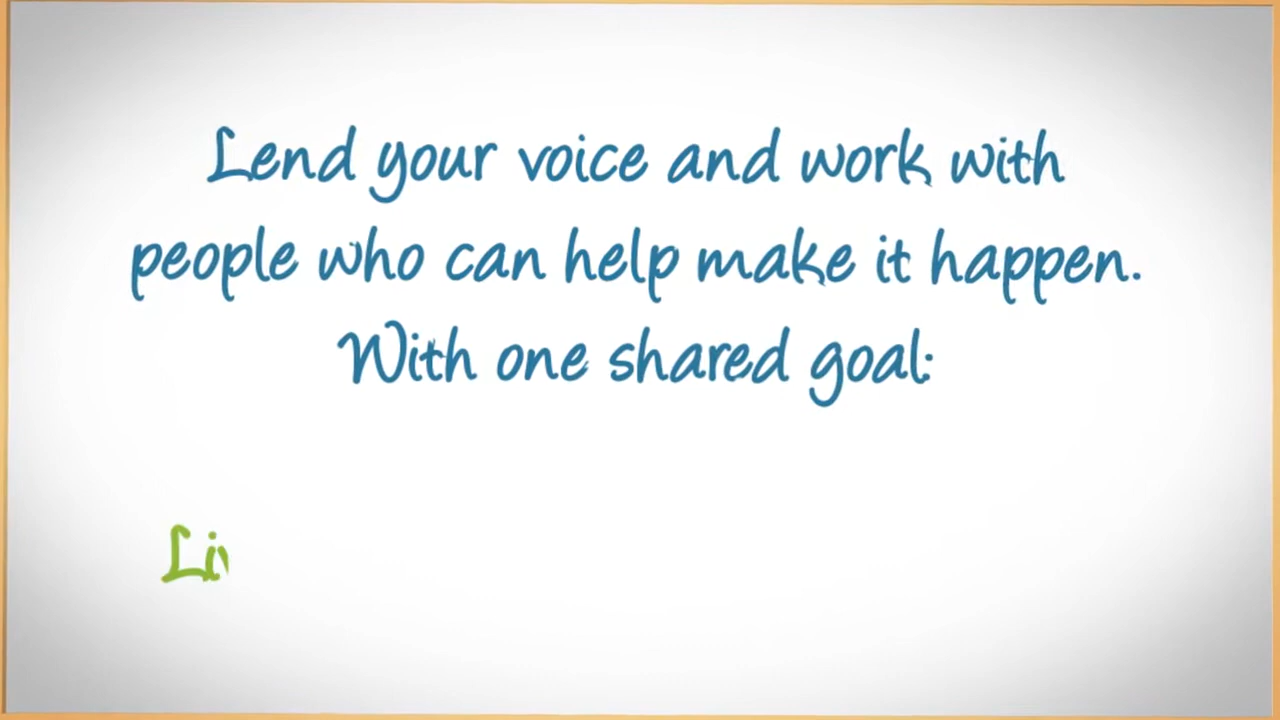 Lend your voice and work with
people who can help make it happen.
With one shared goal: